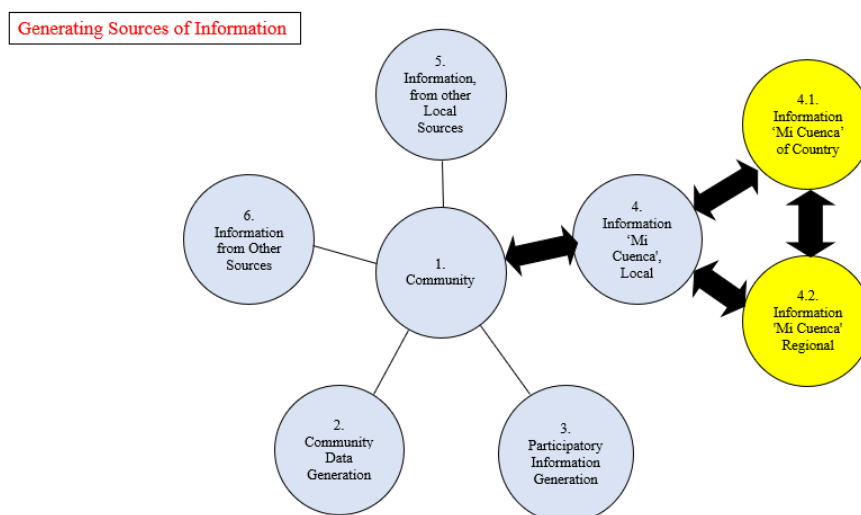 Generating Sources of Information
5.
Information,
from other
Local
Sources
4.1.
Information
‘Mi Cuenca’
of Country
6.
Information
from Other
Sources
4.
Information
‘Mi
Cuenca',
Local
1.
Community
4.2.
Information
'Mi Cuenca'
Regional
2.
Community
Data
Generation
3.
Participatory
Information
Generation